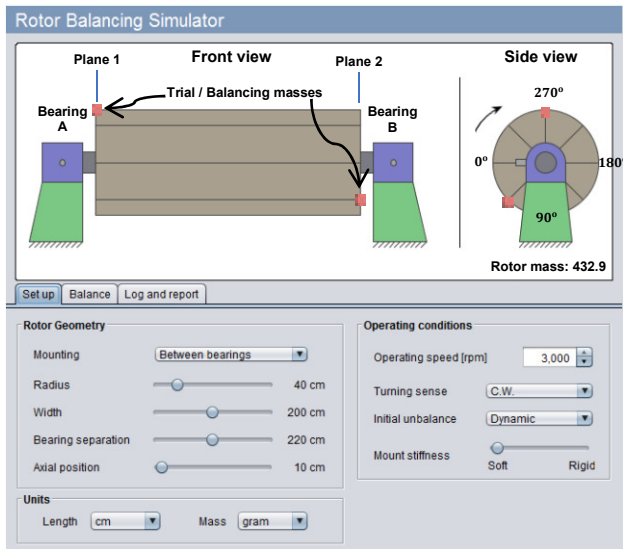 Rotor Balancing Simulator
Plane 1
Front view
Plane 2
Side view
Trial / Balancing masses
Bearing
A
Bearing
B
270º
0º
180º
90º
Rotor mass: 432.9
Set up
Balance
Log and report
Rotor Geometry
Mounting
Between bearings
Radius
40 cm
Width
200 cm
Bearing separation
220 cm
Axial position
10 cm
Units
Length
cm
Mass
gram
Operating conditions
Operating speed [rpm]
3,000
Turning sense
C.W.
Initial unbalance
Dynamic
Mount stiffness
Soft
Rigid